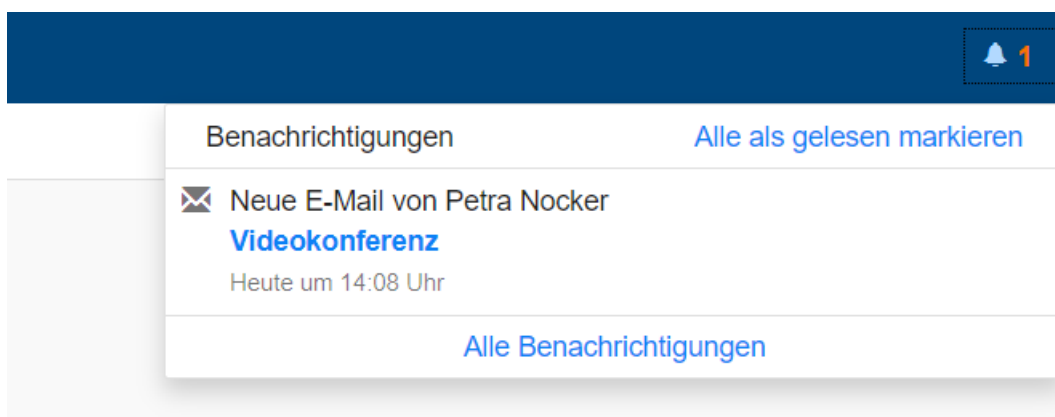 1
Benachrichtigungen Alle als gelesen markieren
Neue E-Mail von Petra Nocker
Videokonferenz
Heute um 14:08 Uhr
Alle Benachrichtigungen